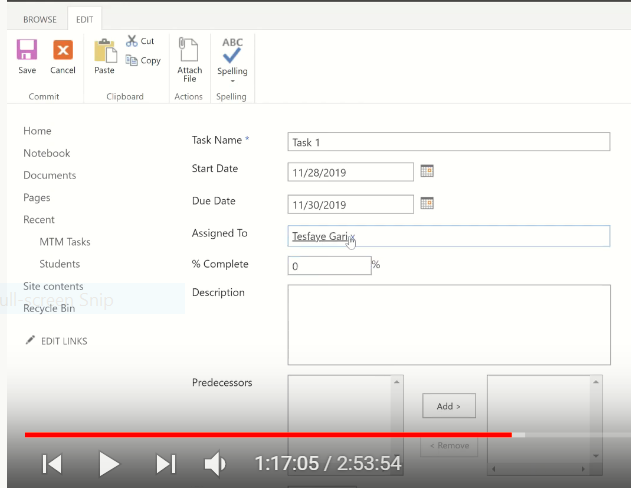 BROWSE EDIT
Save Cancel Paste Cut Copy Attach File ABC Spelling
Commit Clipboard Actions Spelling
Home
Notebook
Documents
Pages
Recent
MTM Tasks
Students
Site contents
Recycle Bin
EDIT LINKS
ull-screen Snip
Task Name * Task 1
Start Date 11/28/2019
Due Date 11/30/2019
Assigned To Tesfaye Gari x
% Complete 0 %
Description
Predecessors
Add >
< Remove
1:17:05 / 2:53:54